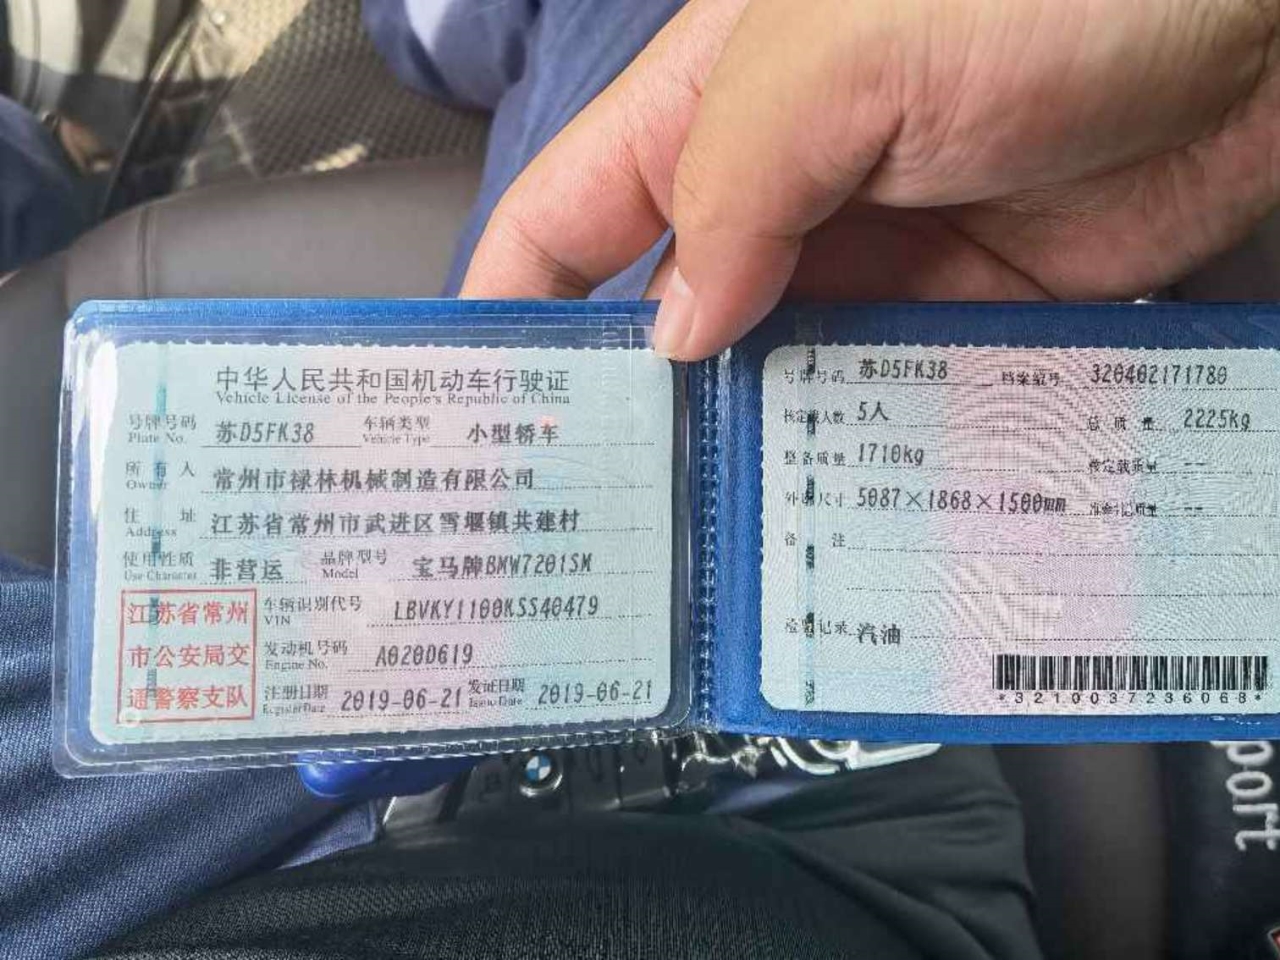 中华人民共和国机动车行驶证
Vehicle License of the People's Republic of China
号牌号码 苏D5FK38 车辆类型 小型轿车
Plate No. Vehicle Type
所有人 常州市禄林机械制造有限公司
Owner
住址 江苏省常州市武进区雪堰镇共建村
Address
使用性质 非营运 品牌型号 宝马牌BMW7201SM
Use Character Model
江苏省常州
市公安局交
通警察支队
车辆识别代号 LBVKY1100KSS40479
VIN
发动机号码 A020D619
Engine No.
注册日期 2019-06-21 发证日期 2019-06-21
Register Date Issue Date
号牌号码 苏D5FK38 档案编号 320402171780
核定载人数 5人 总质量 2225kg
整备质量 1710kg 核定载质量 --
外廓尺寸 5087×1868×1500mm 准牵引总质量 --
备注
检验记录 汽油
*3210037236068*
port